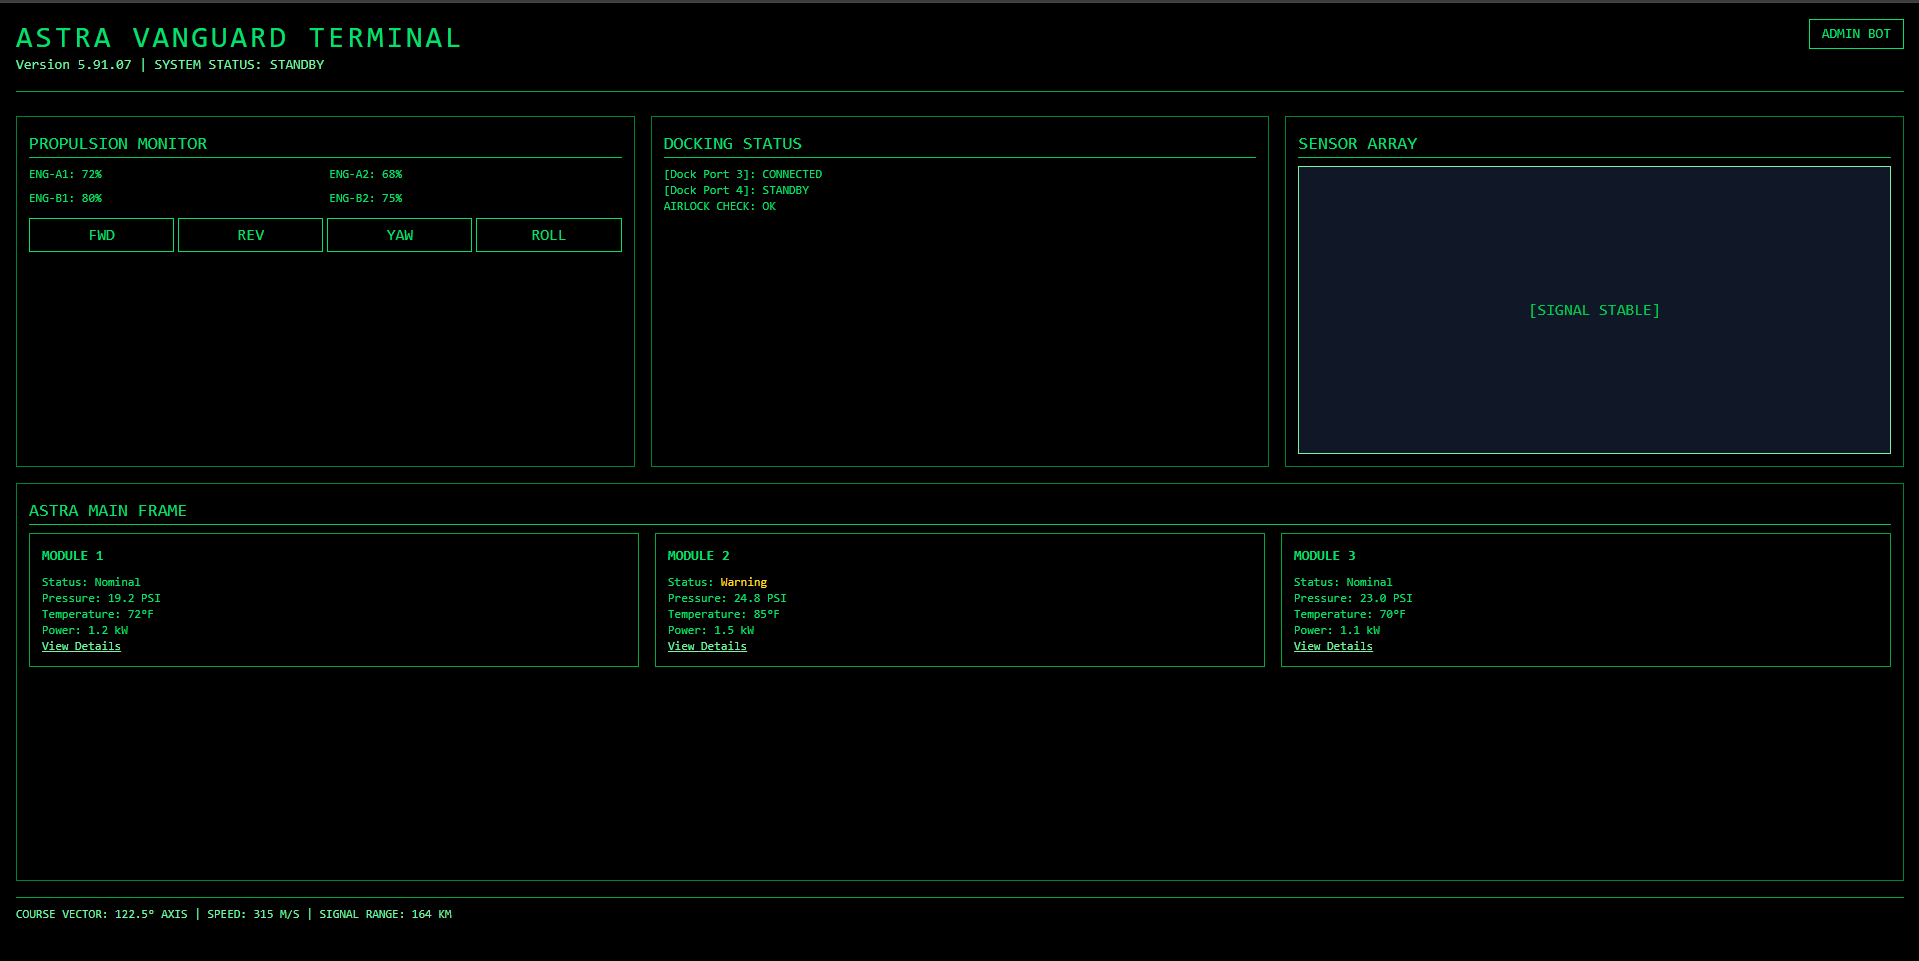 ASTRA VANGUARD TERMINAL
Version 5.91.07 | SYSTEM STATUS: STANDBY
ADMIN BOT
PROPULSION MONITOR
ENG-A1: 72% ENG-A2: 68%
ENG-B1: 80% ENG-B2: 75%
FWD REV YAW ROLL
DOCKING STATUS
[Dock Port 3]: CONNECTED
[Dock Port 4]: STANDBY
AIRLOCK CHECK: OK
SENSOR ARRAY
[SIGNAL STABLE]
ASTRA MAIN FRAME
MODULE 1
Status: Nominal
Pressure: 19.2 PSI
Temperature: 72°F
Power: 1.2 kW
View Details
MODULE 2
Status: Warning
Pressure: 24.8 PSI
Temperature: 85°F
Power: 1.5 kW
View Details
MODULE 3
Status: Nominal
Pressure: 23.0 PSI
Temperature: 70°F
Power: 1.1 kW
View Details
COURSE VECTOR: 122.5° AXIS | SPEED: 315 M/S | SIGNAL RANGE: 164 KM